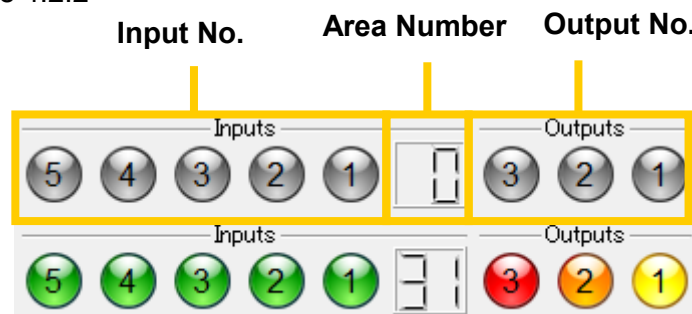 Input No. Area Number Output No.
Inputs Outputs
5 4 3 2 1 0 3 2 1
Inputs Outputs
5 4 3 2 1 31 3 2 1